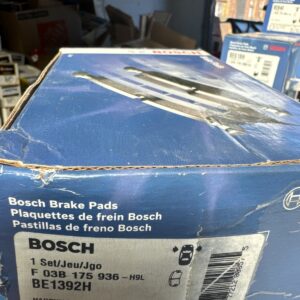 BOSCH
Bosch Brake Pads
Plaquettes de frein Bosch
Pastillas de freno Bosch
BOSCH
1 Set/Jeu/Jgo
F 03B 175 936-H9L
BE1392H